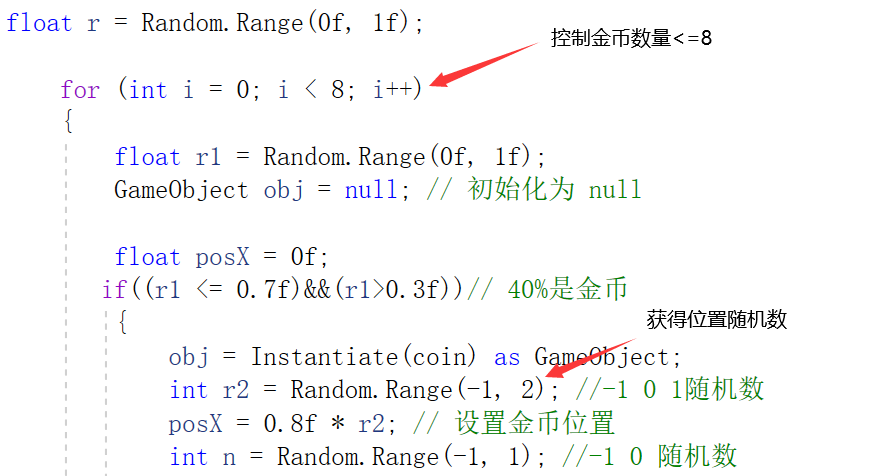 float r = Random.Range(0f, 1f);
控制金币数量<=8
for (int i = 0; i < 8; i++)
{
float r1 = Random.Range(0f, 1f);
GameObject obj = null; // 初始化为 null
float posX = 0f;
if((r1 <= 0.7f)&&(r1>0.3f))// 40%是金币
获得位置随机数
{
obj = Instantiate(coin) as GameObject;
int r2 = Random.Range(-1, 2); //-1 0 1随机数
posX = 0.8f * r2; // 设置金币位置
int n = Random.Range(-1, 1); //-1 0 随机数